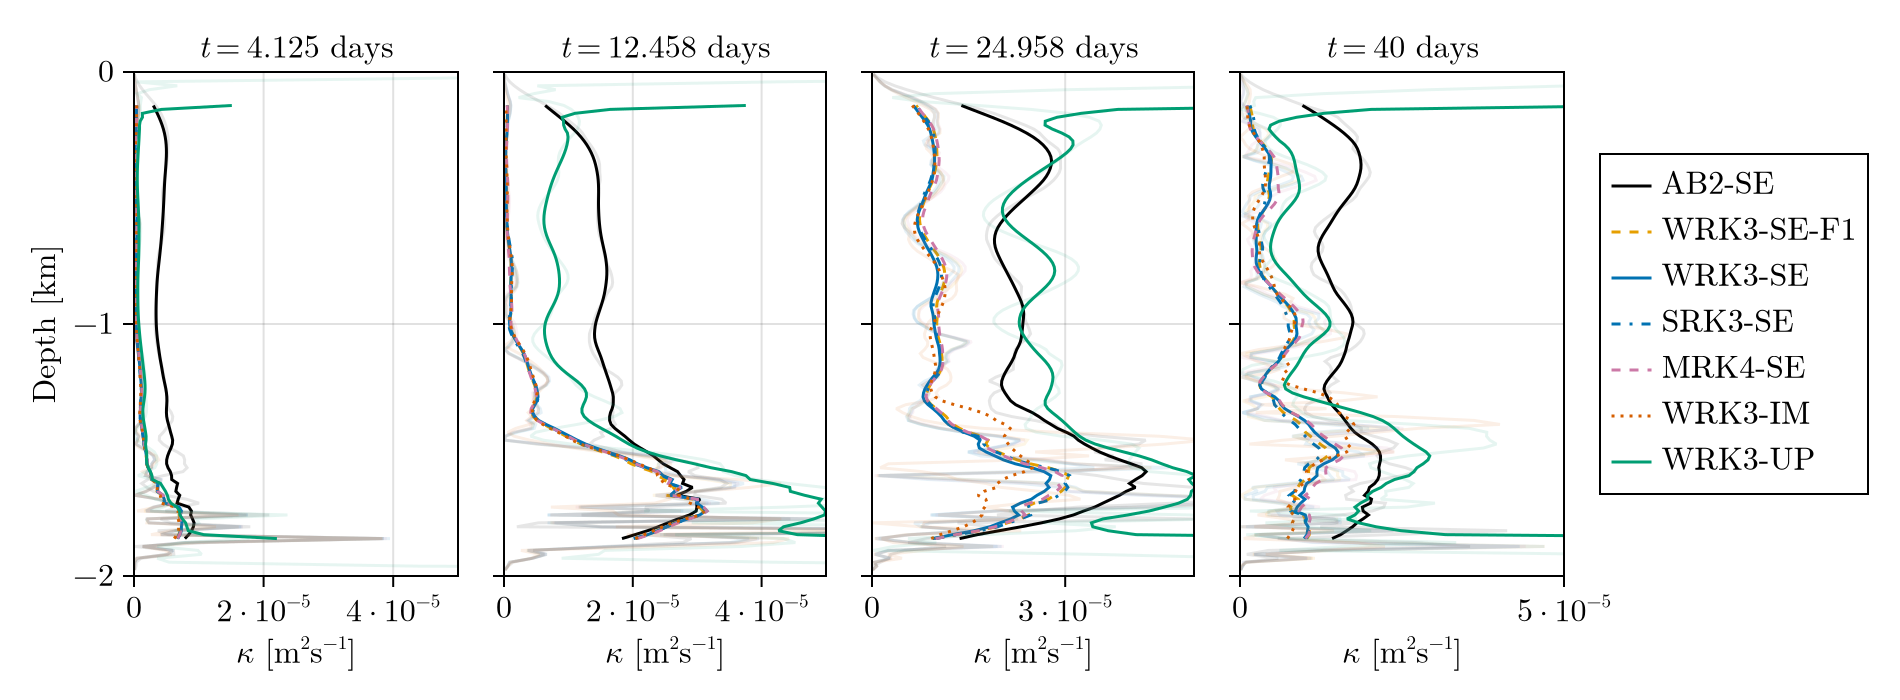 t = 4.125 days
t = 12.458 days
t = 24.958 days
t = 40 days
0
−1
−2
Depth [km]
0
2 · 10⁻⁵
4 · 10⁻⁵
0
2 · 10⁻⁵
4 · 10⁻⁵
0
3 · 10⁻⁵
0
5 · 10⁻⁵
κ [m²s⁻¹]
κ [m²s⁻¹]
κ [m²s⁻¹]
κ [m²s⁻¹]
AB2-SE
WRK3-SE-F1
WRK3-SE
SRK3-SE
MRK4-SE
WRK3-IM
WRK3-UP